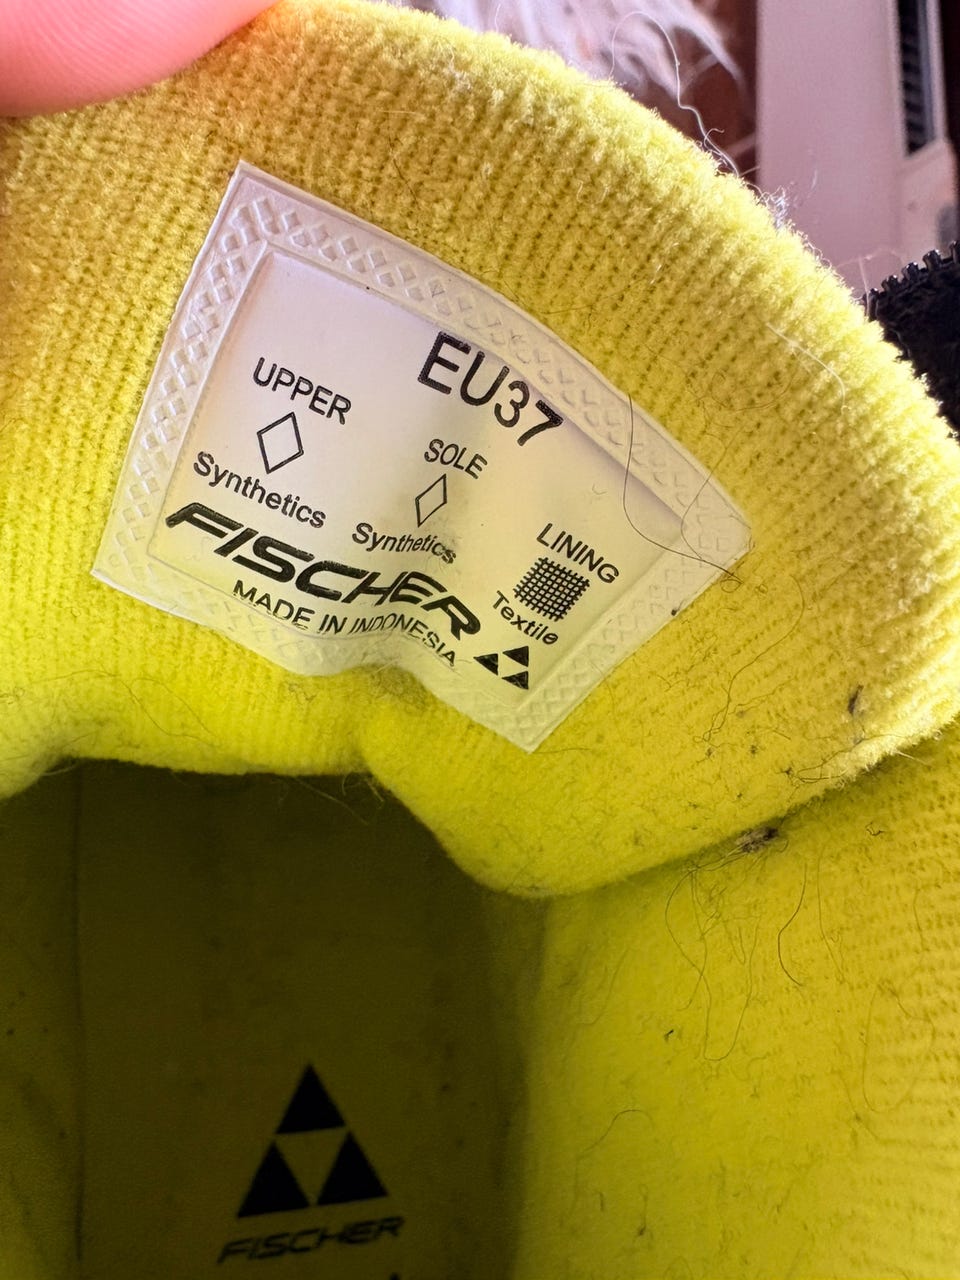 EU37
UPPER
Synthetics
SOLE
Synthetics
LINING
Textile
FISCHER
MADE IN INDONESIA
FISCHER